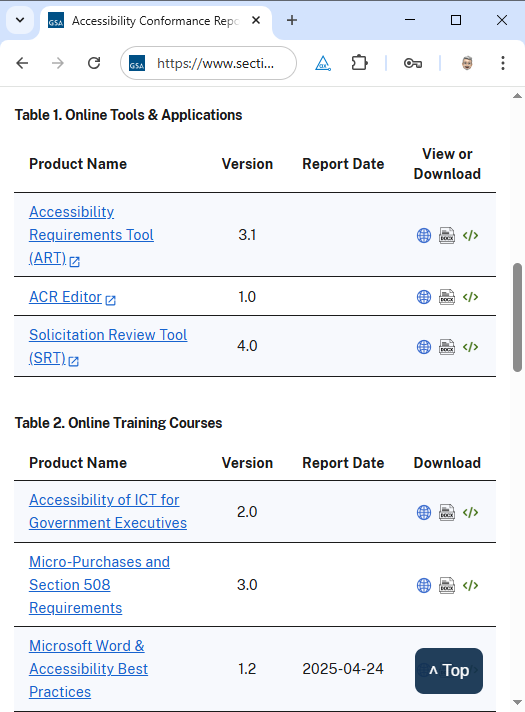 GSA Accessibility Conformance Repo
GSA https://www.secti...
Table 1. Online Tools & Applications
Product Name Version Report Date View or Download
Accessibility Requirements Tool (ART) 3.1 DOCX </>
ACR Editor 1.0 DOCX </>
Solicitation Review Tool (SRT) 4.0 DOCX </>
Table 2. Online Training Courses
Product Name Version Report Date Download
Accessibility of ICT for Government Executives 2.0 DOCX </>
Micro-Purchases and Section 508 Requirements 3.0 DOCX </>
Microsoft Word & Accessibility Best Practices 1.2 2025-04-24
^ Top